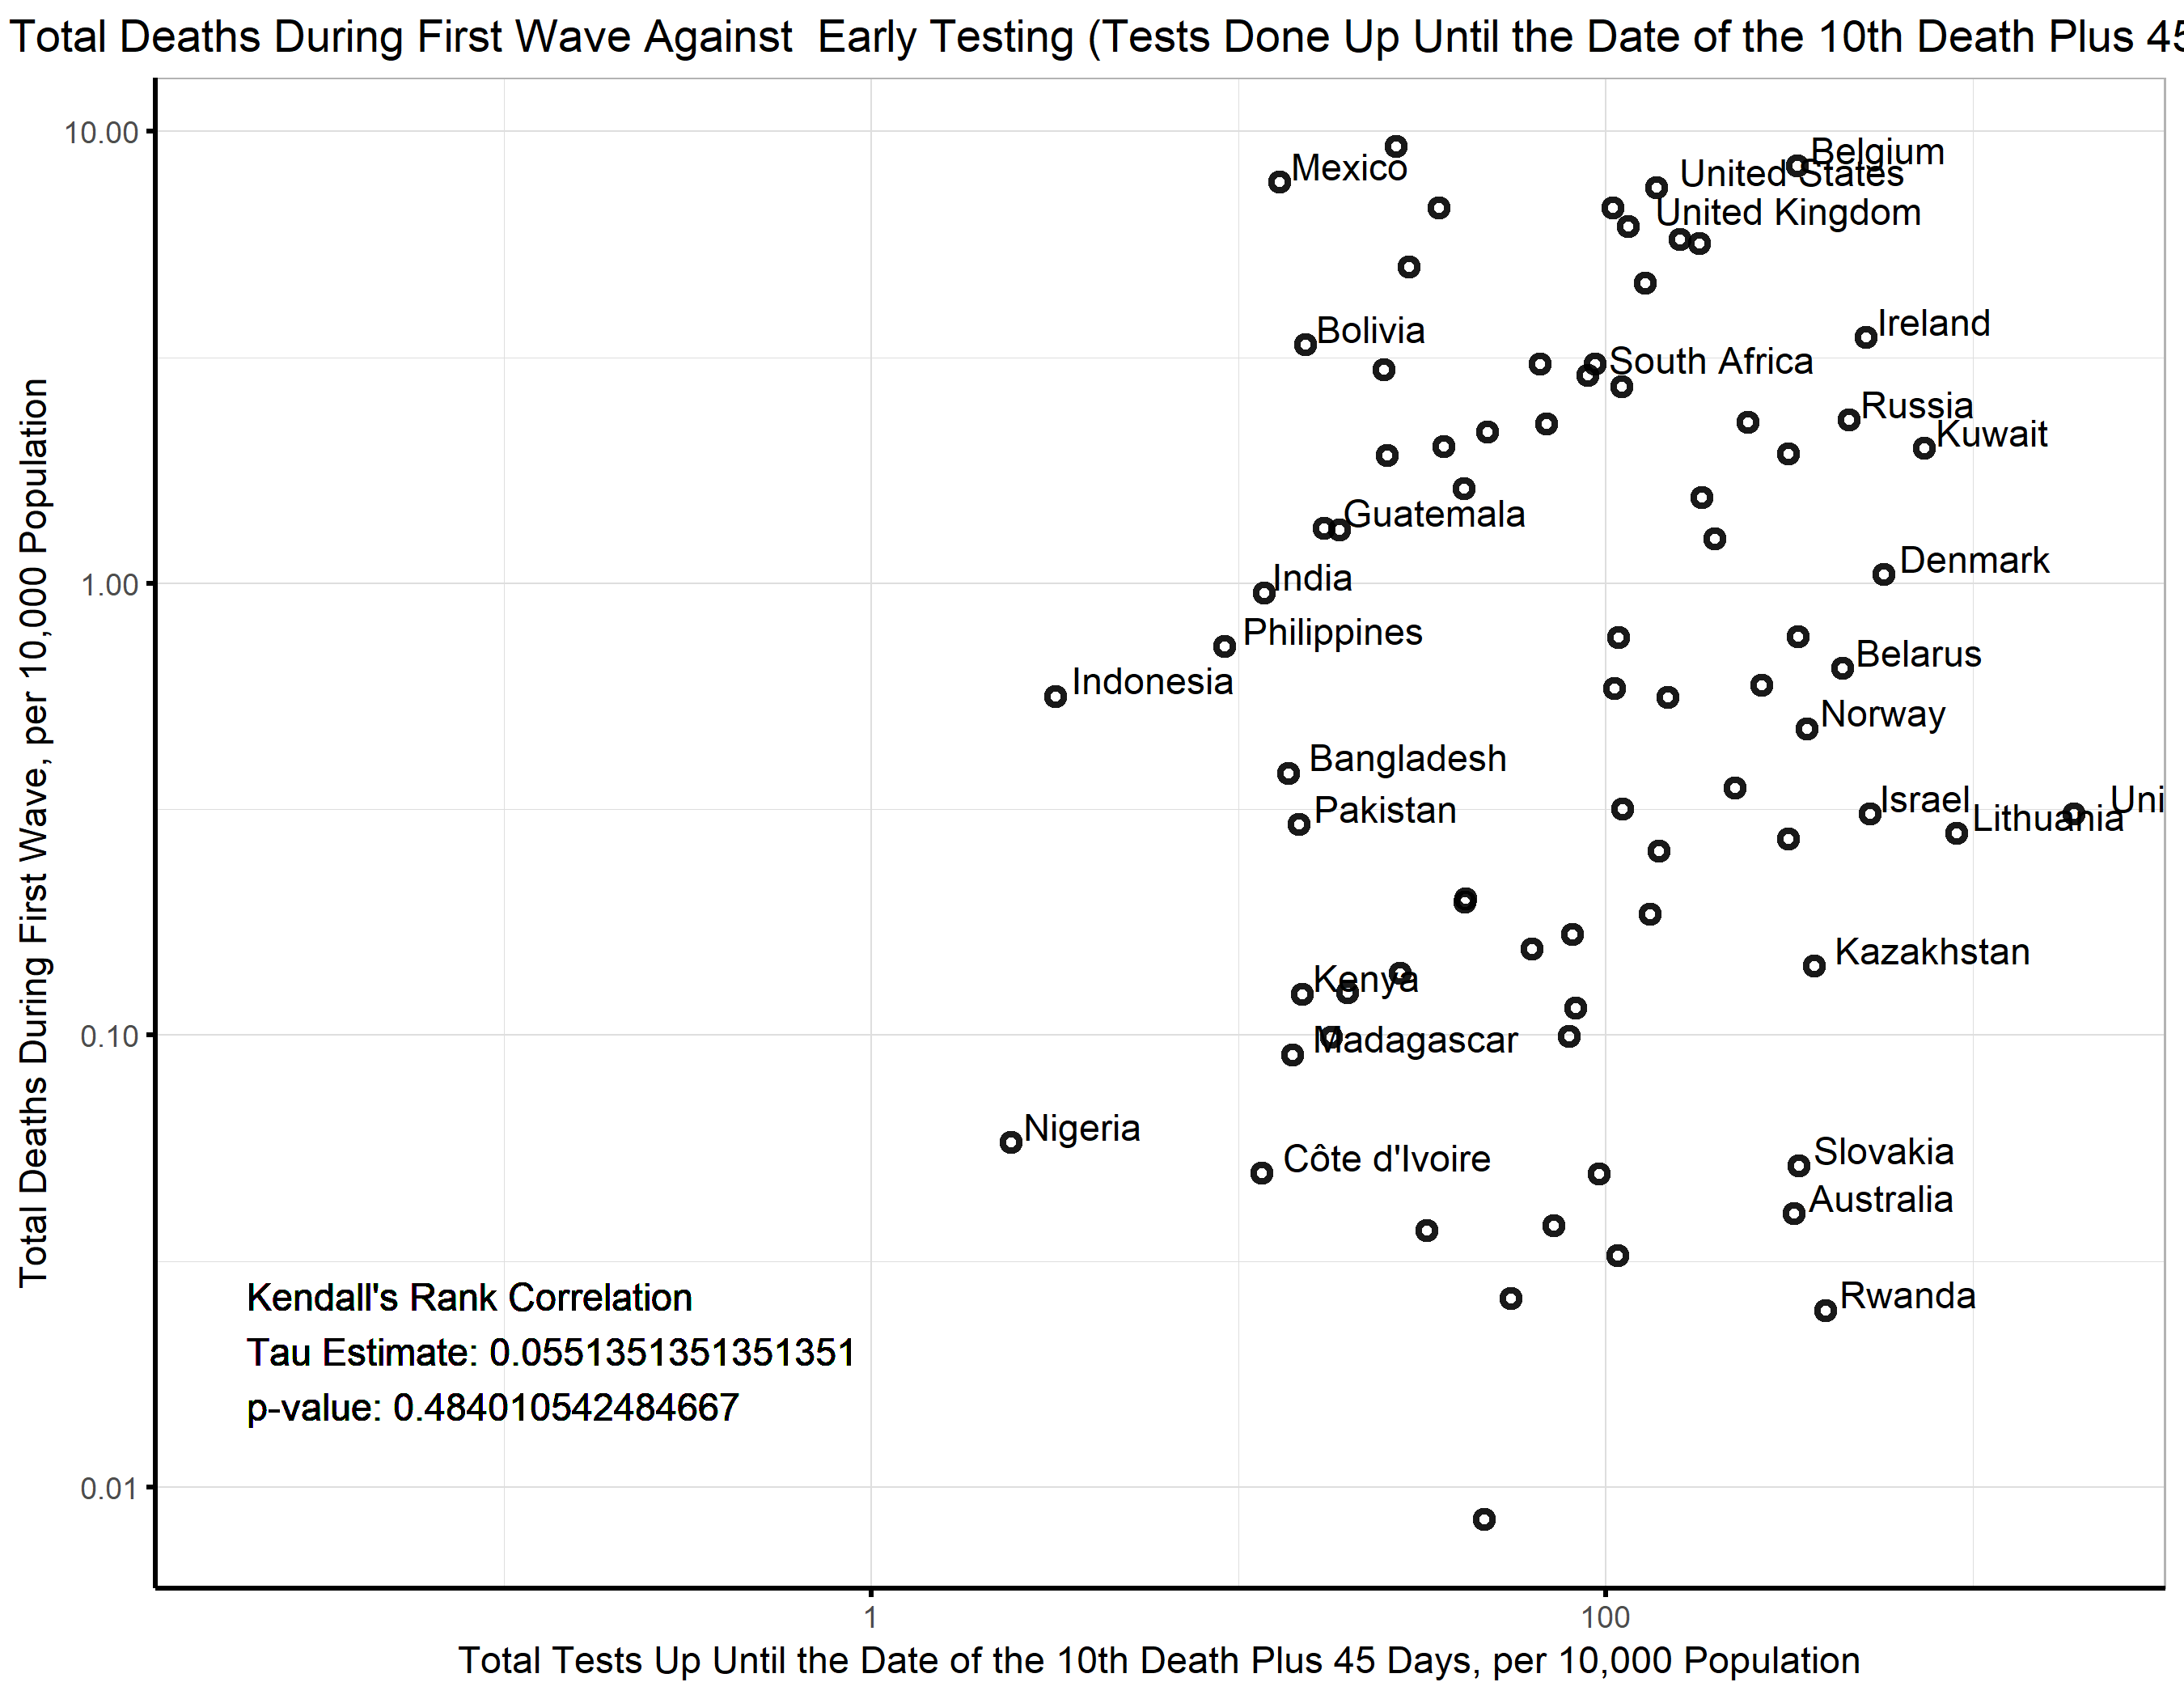 Total Deaths During First Wave Against  Early Testing (Tests Done Up Until the Date of the 10th Death Plus 45
10.00
Belgium
Mexico
United States
United Kingdom
Ireland
Bolivia
South Africa
Russia
Kuwait
Guatemala
1.00
India
Denmark
Philippines
Belarus
Indonesia
Norway
Bangladesh
Pakistan
Israel
Uni
Lithuania
Kazakhstan
Kenya
0.10
Madagascar
Nigeria
Côte d'Ivoire
Slovakia
Australia
Rwanda
Kendall's Rank Correlation
Tau Estimate: 0.0551351351351351
p-value: 0.484010542484667
0.01
1
100
Total Tests Up Until the Date of the 10th Death Plus 45 Days, per 10,000 Population
Total Deaths During First Wave, per 10,000 Population